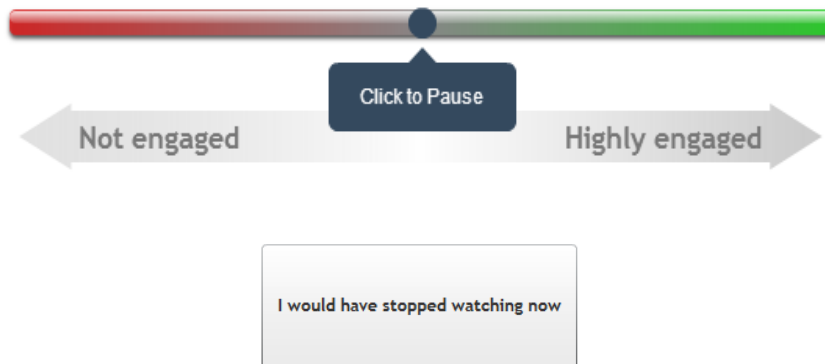 Click to Pause
Not engaged
Highly engaged
I would have stopped watching now